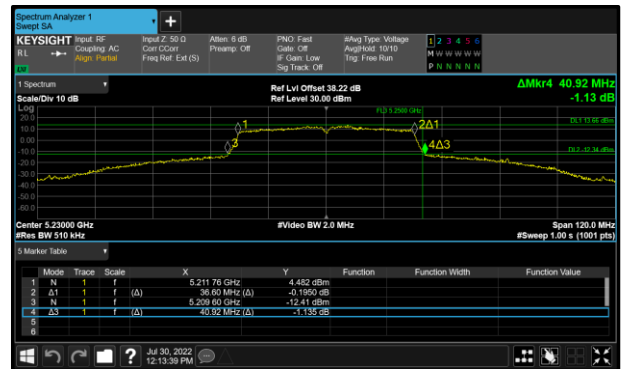 Spectrum Analyzer 1
Swept SA
+
KEYSIGHT Input: RF Input Z: 50 Ω Atten: 6 dB PNO: Fast #Avg Type: Voltage 1 2 3 4 5 6
RL Coupling: AC Corr CCorr Preamp: Off Gate: Off Avg|Hold: 10/10 M W W W W W
Align: Partial Freq Ref: Ext (S) IF Gain: Low Trig: Free Run
Sig Track: Off P N N N N N
1 Spectrum Ref Lvl Offset 38.22 dB ΔMkr4 40.92 MHz
Scale/Div 10 dB Ref Level 30.00 dBm -1.13 dB
Log
20.0
10.0
0.00
-10.0
-20.0
-30.0
-40.0
-50.0
-60.0
1
2Δ1
3
4Δ3
DL1 13.66 dBm
DL2 -12.34 dBm
Center 5.23000 GHz #Video BW 2.0 MHz Span 120.0 MHz
#Res BW 510 kHz #Sweep 1.00 s (1001 pts)
5 Marker Table
Mode Trace Scale X Y Function Function Width Function Value
1 N 1 f 5.211 76 GHz 4.482 dBm
2 Δ1 1 f (Δ) 36.60 MHz (Δ) -0.1950 dB
3 N 1 f 5.209 60 GHz -12.41 dBm
4 Δ3 1 f (Δ) 40.92 MHz (Δ) -1.135 dB
5
6
? Jul 30, 2022
12:13:39 PM